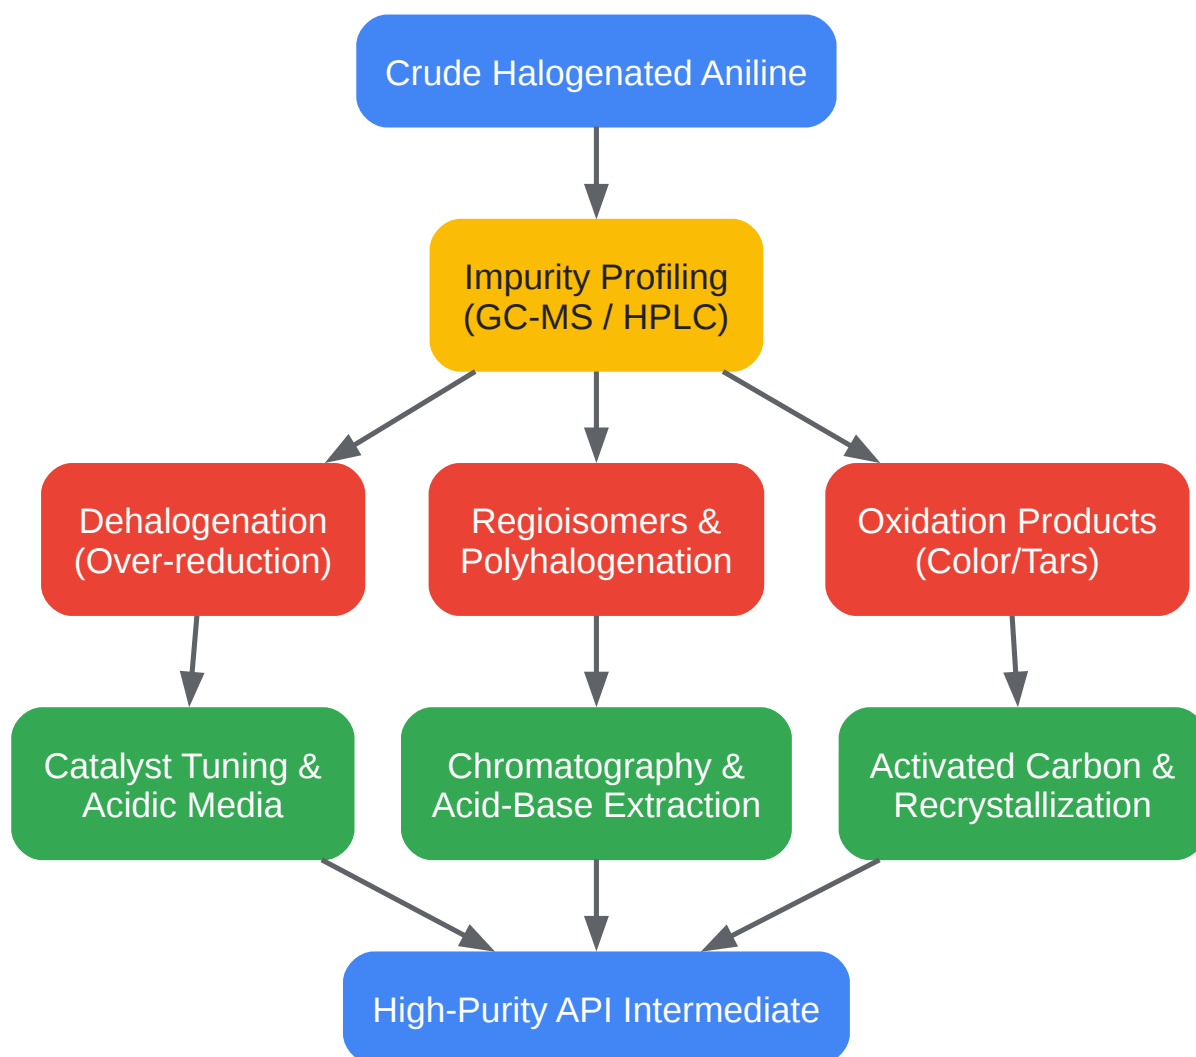 Crude Halogenated Aniline
Impurity Profiling
(GC-MS / HPLC)
Dehalogenation
(Over-reduction)
Regioisomers &
Polyhalogenation
Oxidation Products
(Color/Tars)
Catalyst Tuning &
Acidic Media
Chromatography &
Acid-Base Extraction
Activated Carbon &
Recrystallization
High-Purity API Intermediate